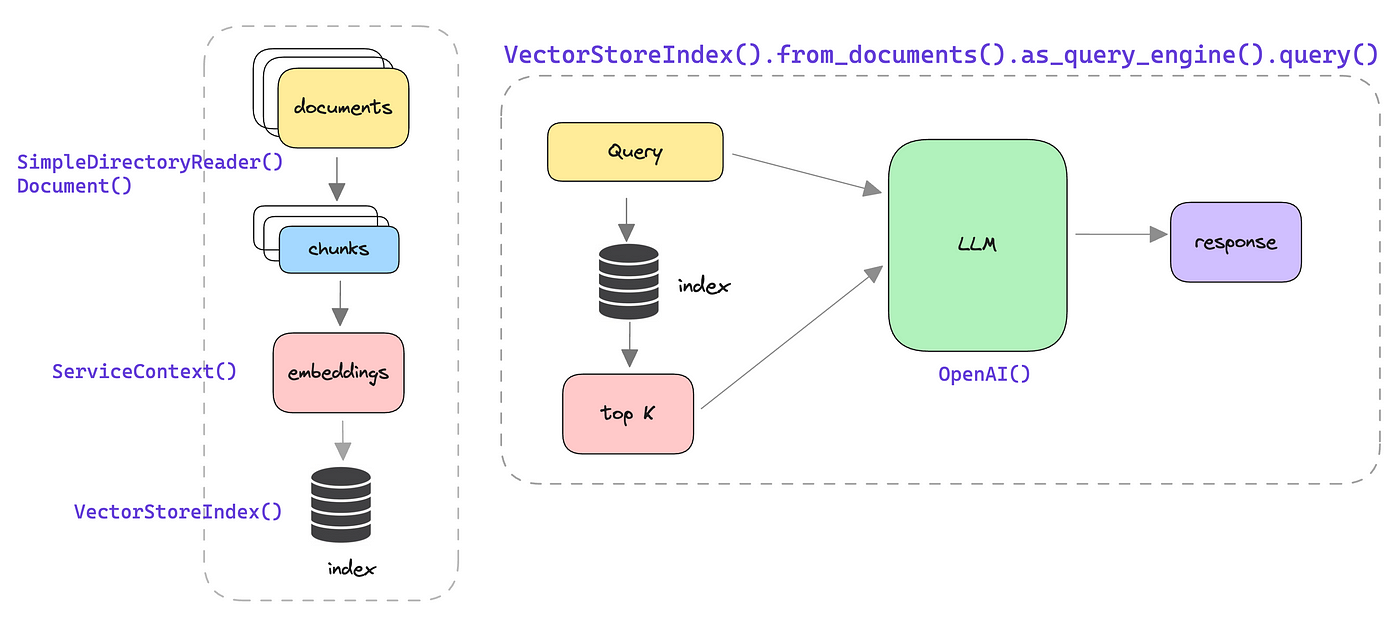 documents
SimpleDirectoryReader()
Document()
chunks
ServiceContext()
embeddings
VectorStoreIndex()
index
VectorStoreIndex().from_documents().as_query_engine().query()
Query
index
top K
LLM
OpenAI()
response